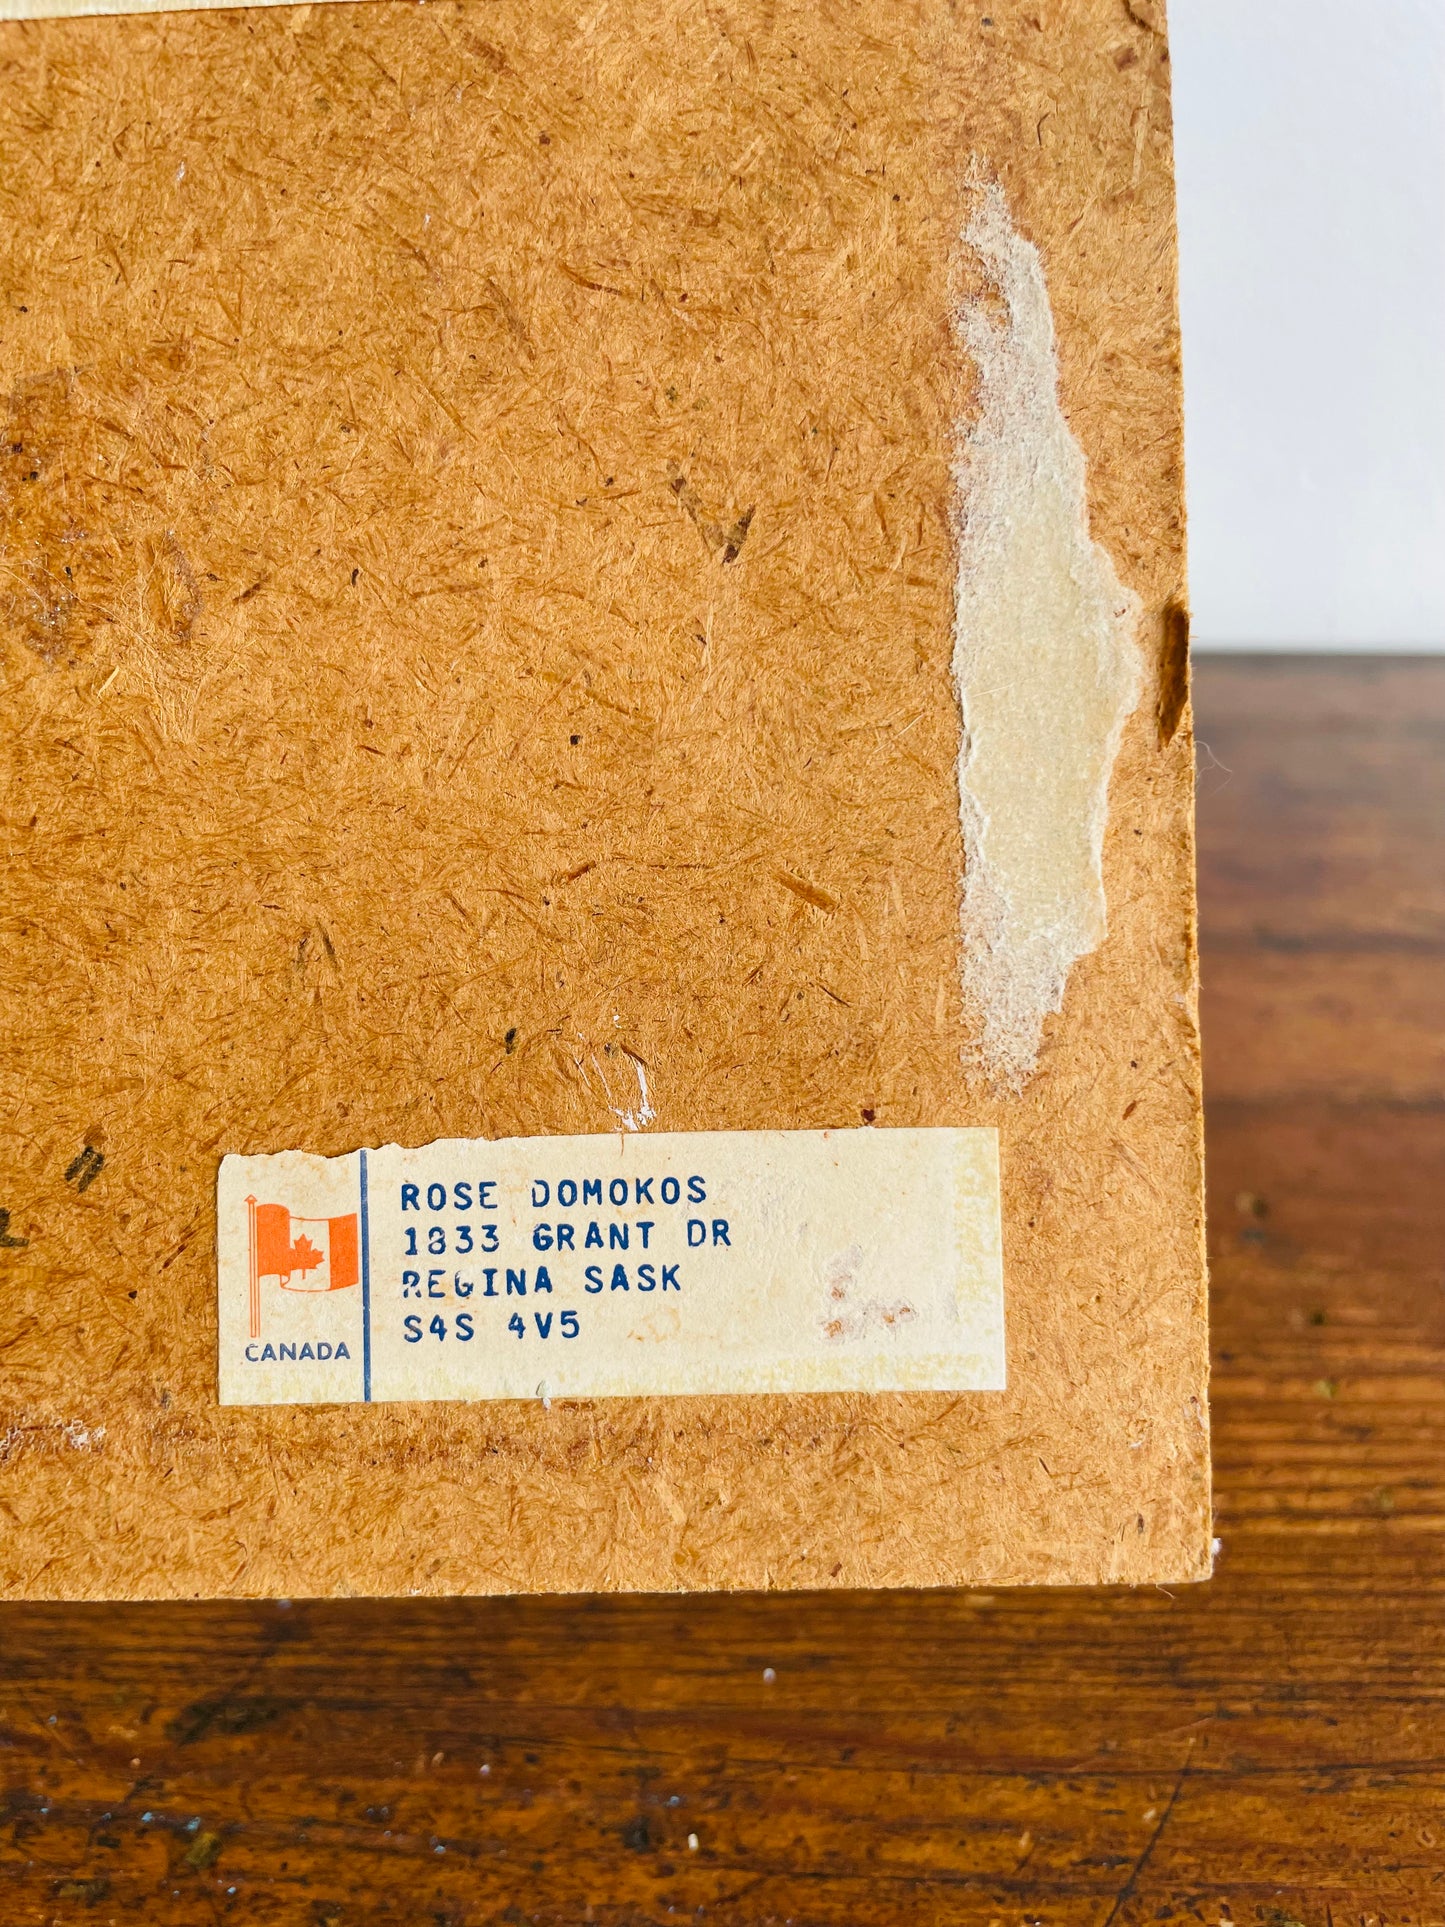 ROSE DOMOKOS
1833 GRANT DR
REGINA SASK
S4S 4V5
CANADA